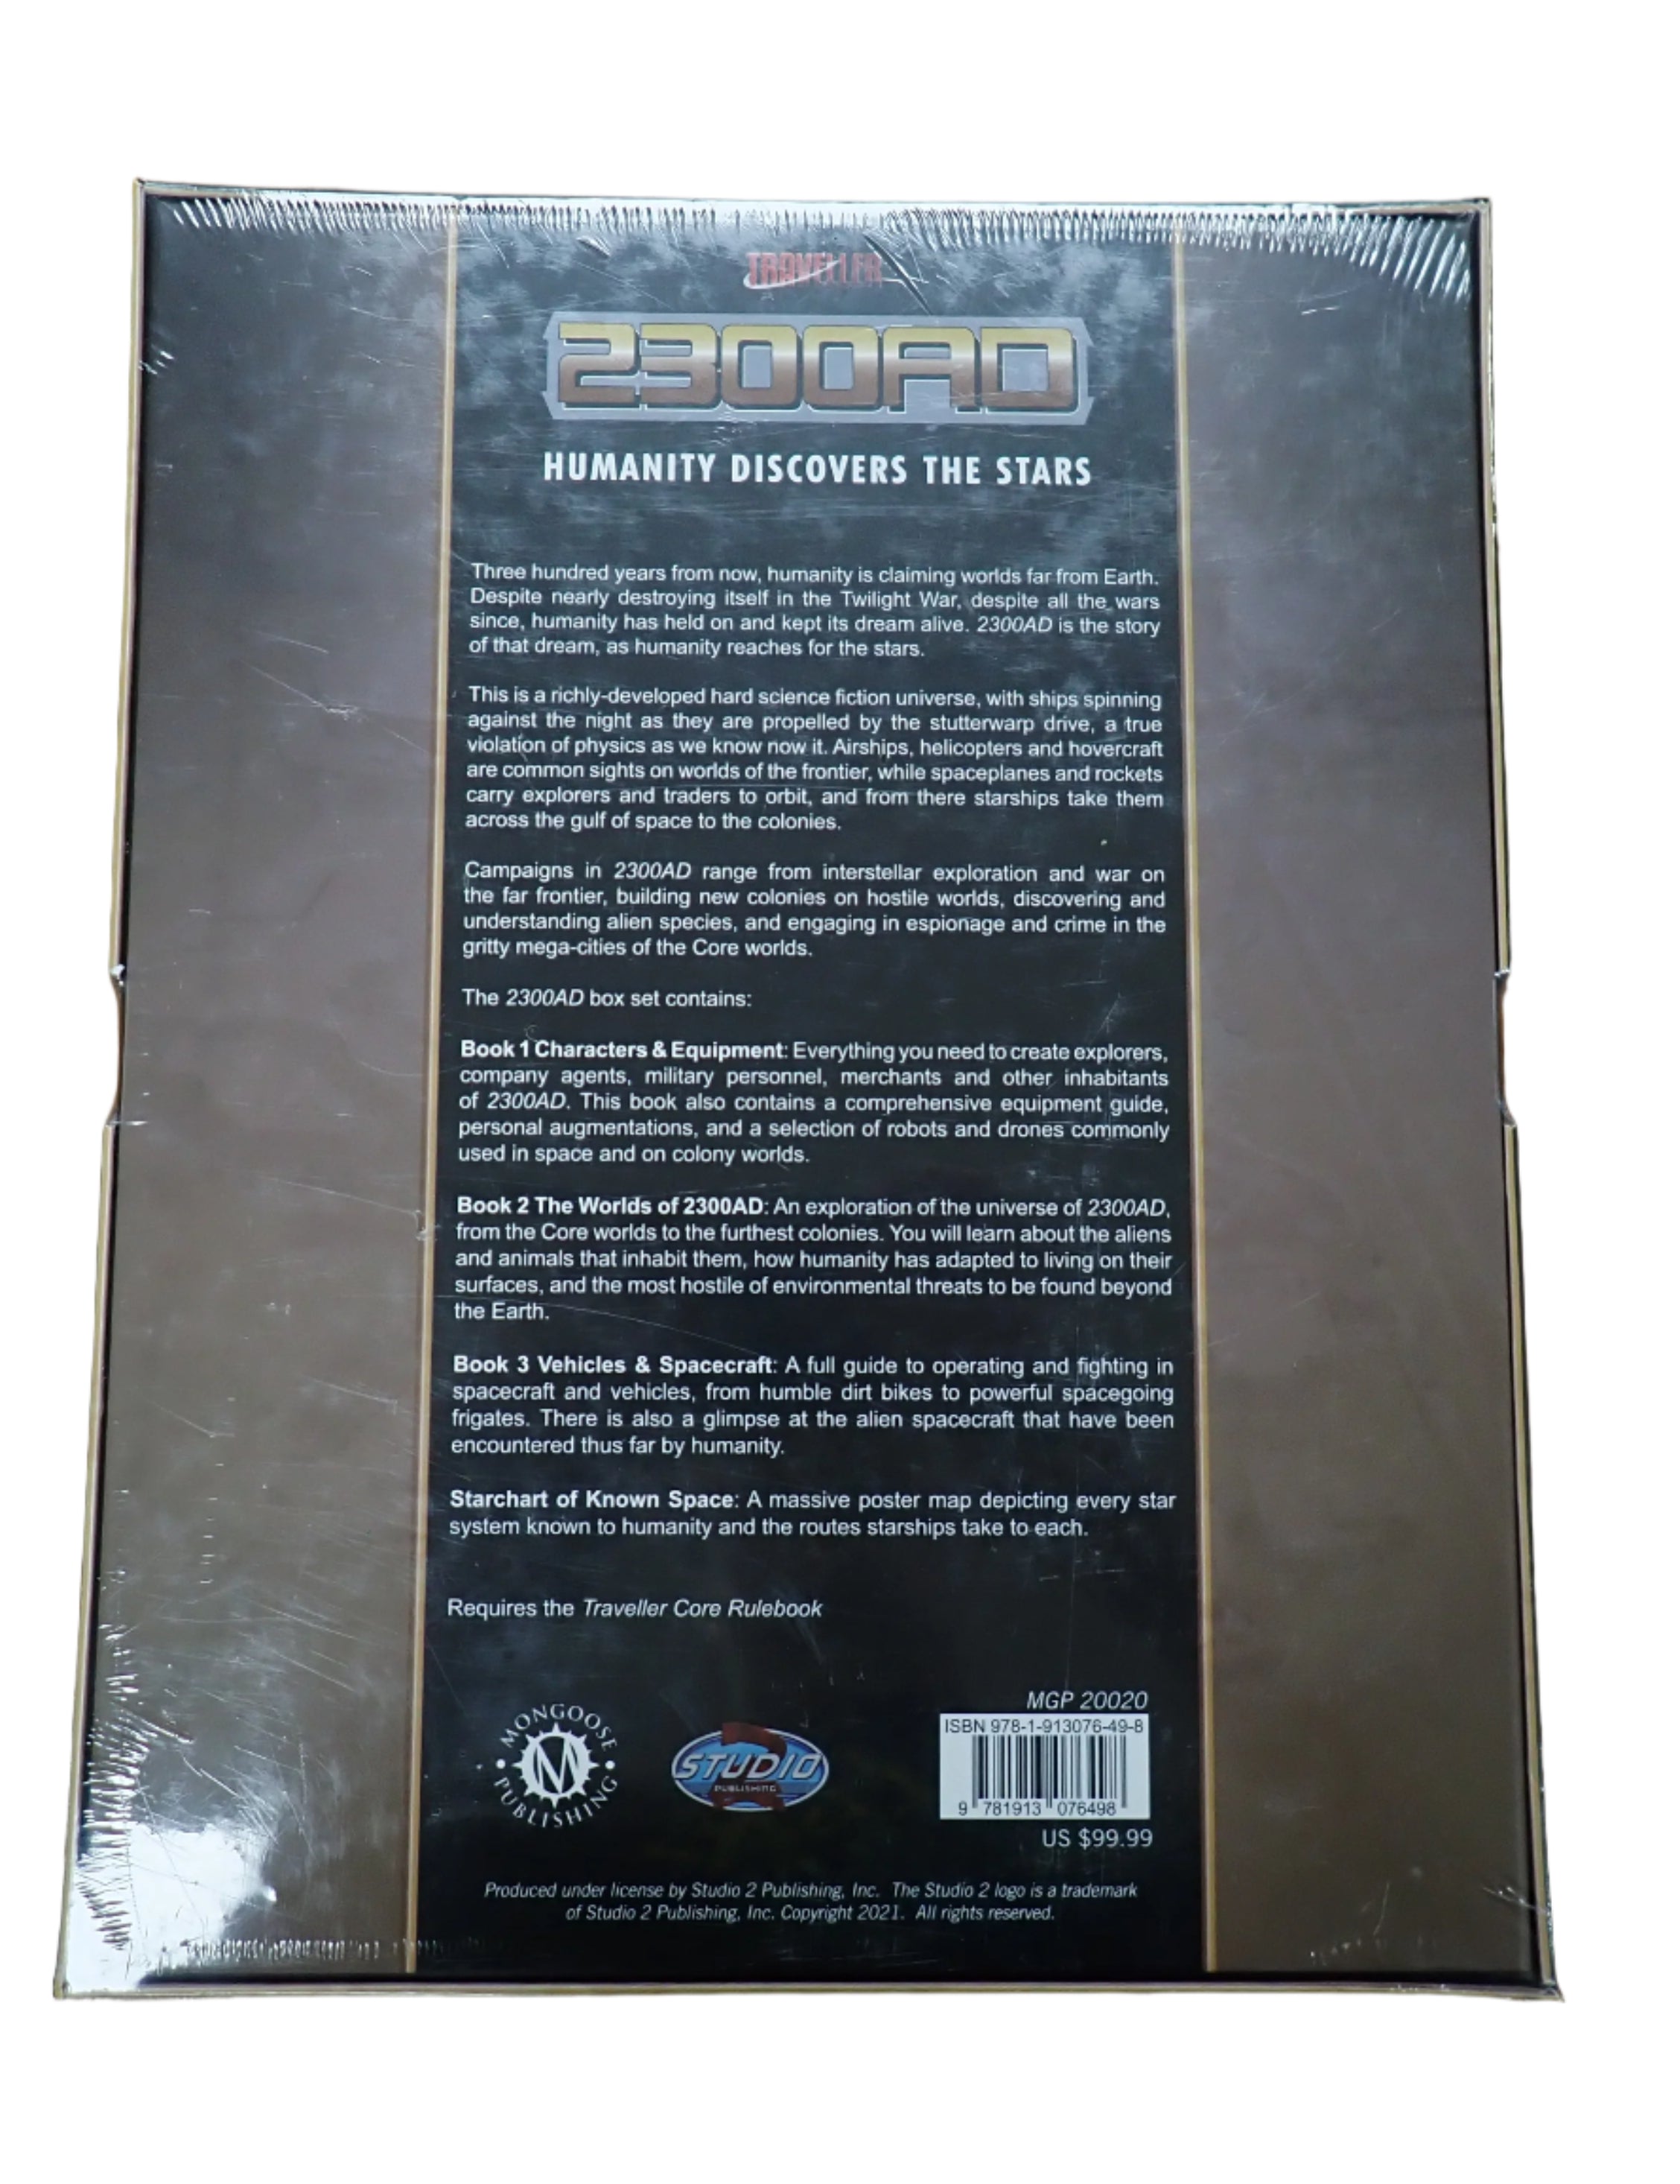 TRAVELLER
2300AD
HUMANITY DISCOVERS THE STARS
Three hundred years from now, humanity is claiming worlds far from Earth.
Despite nearly destroying itself in the Twilight War, despite all the wars
since, humanity has held on and kept its dream alive. 2300AD is the story
of that dream, as humanity reaches for the stars.
This is a richly-developed hard science fiction universe, with ships spinning
against the night as they are propelled by the stutterwarp drive, a true
violation of physics as we know now it. Airships, helicopters and hovercraft
are common sights on worlds of the frontier, while spaceplanes and rockets
carry explorers and traders to orbit, and from there starships take them
across the gulf of space to the colonies.
Campaigns in 2300AD range from interstellar exploration and war on
the far frontier, building new colonies on hostile worlds, discovering and
understanding alien species, and engaging in espionage and crime in the
gritty mega-cities of the Core worlds.
The 2300AD box set contains:
Book 1 Characters & Equipment: Everything you need to create explorers,
company agents, military personnel, merchants and other inhabitants
of 2300AD. This book also contains a comprehensive equipment guide,
personal augmentations, and a selection of robots and drones commonly
used in space and on colony worlds.
Book 2 The Worlds of 2300AD: An exploration of the universe of 2300AD,
from the Core worlds to the furthest colonies. You will learn about the aliens
and animals that inhabit them, how humanity has adapted to living on their
surfaces, and the most hostile of environmental threats to be found beyond
the Earth.
Book 3 Vehicles & Spacecraft: A full guide to operating and fighting in
spacecraft and vehicles, from humble dirt bikes to powerful spacegoing
frigates. There is also a glimpse at the alien spacecraft that have been
encountered thus far by humanity.
Starchart of Known Space: A massive poster map depicting every star
system known to humanity and the routes starships take to each.
Requires the Traveller Core Rulebook
MONGOOSE
M
PUBLISHING
2
STUDIO
PUBLISHING
MGP 20020
ISBN 978-1-913076-49-8
9 781913 076498
US $99.99
Produced under license by Studio 2 Publishing, Inc. The Studio 2 logo is a trademark
of Studio 2 Publishing, Inc. Copyright 2021. All rights reserved.